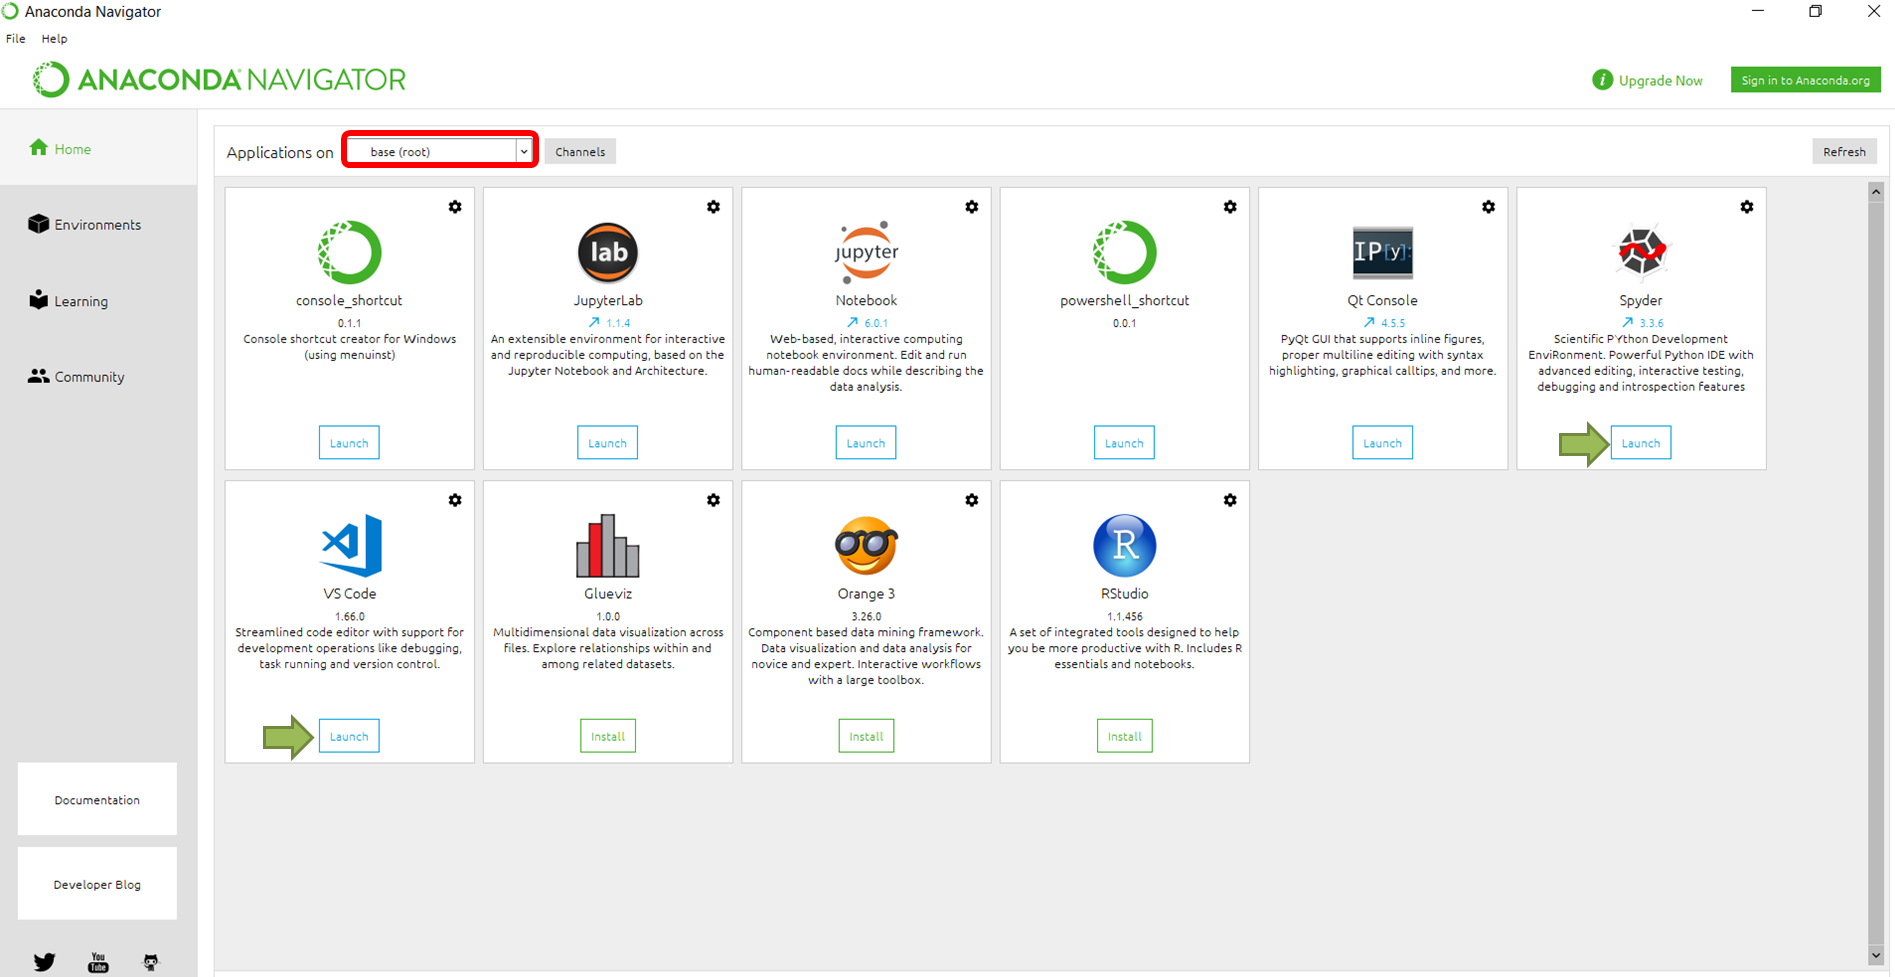 Anaconda Navigator
File Help
ANACONDA NAVIGATOR
Upgrade Now
Sign in to Anaconda.org
Home
Environments
Learning
Community
Documentation
Developer Blog
You
Tube
Applications on
base (root)
Channels
Refresh
console_shortcut
0.1.1
Console shortcut creator for Windows
(using menuinst)
Launch
lab
JupyterLab
1.1.4
An extensible environment for interactive
and reproducible computing, based on the
Jupyter Notebook and Architecture.
Launch
jupyter
Notebook
6.0.1
Web-based, interactive computing
notebook environment. Edit and run
human-readable docs while describing the
data analysis.
Launch
powershell_shortcut
0.0.1
Launch
IP[y]:
Qt Console
4.5.5
PyQt GUI that supports inline figures,
proper multiline editing with syntax
highlighting, graphical calltips, and more.
Launch
Spyder
3.3.6
Scientific PYthon Development
EnviRonment. Powerful Python IDE with
advanced editing, interactive testing,
debugging and introspection features
Launch
VS Code
1.66.0
Streamlined code editor with support for
development operations like debugging,
task running and version control.
Launch
Glueviz
1.0.0
Multidimensional data visualization across
files. Explore relationships within and
among related datasets.
Install
Orange 3
3.26.0
Component based data mining framework.
Data visualization and data analysis for
novice and expert. Interactive workflows
with a large toolbox.
Install
R
RStudio
1.1.456
A set of integrated tools designed to help
you be more productive with R. Includes R
essentials and notebooks.
Install